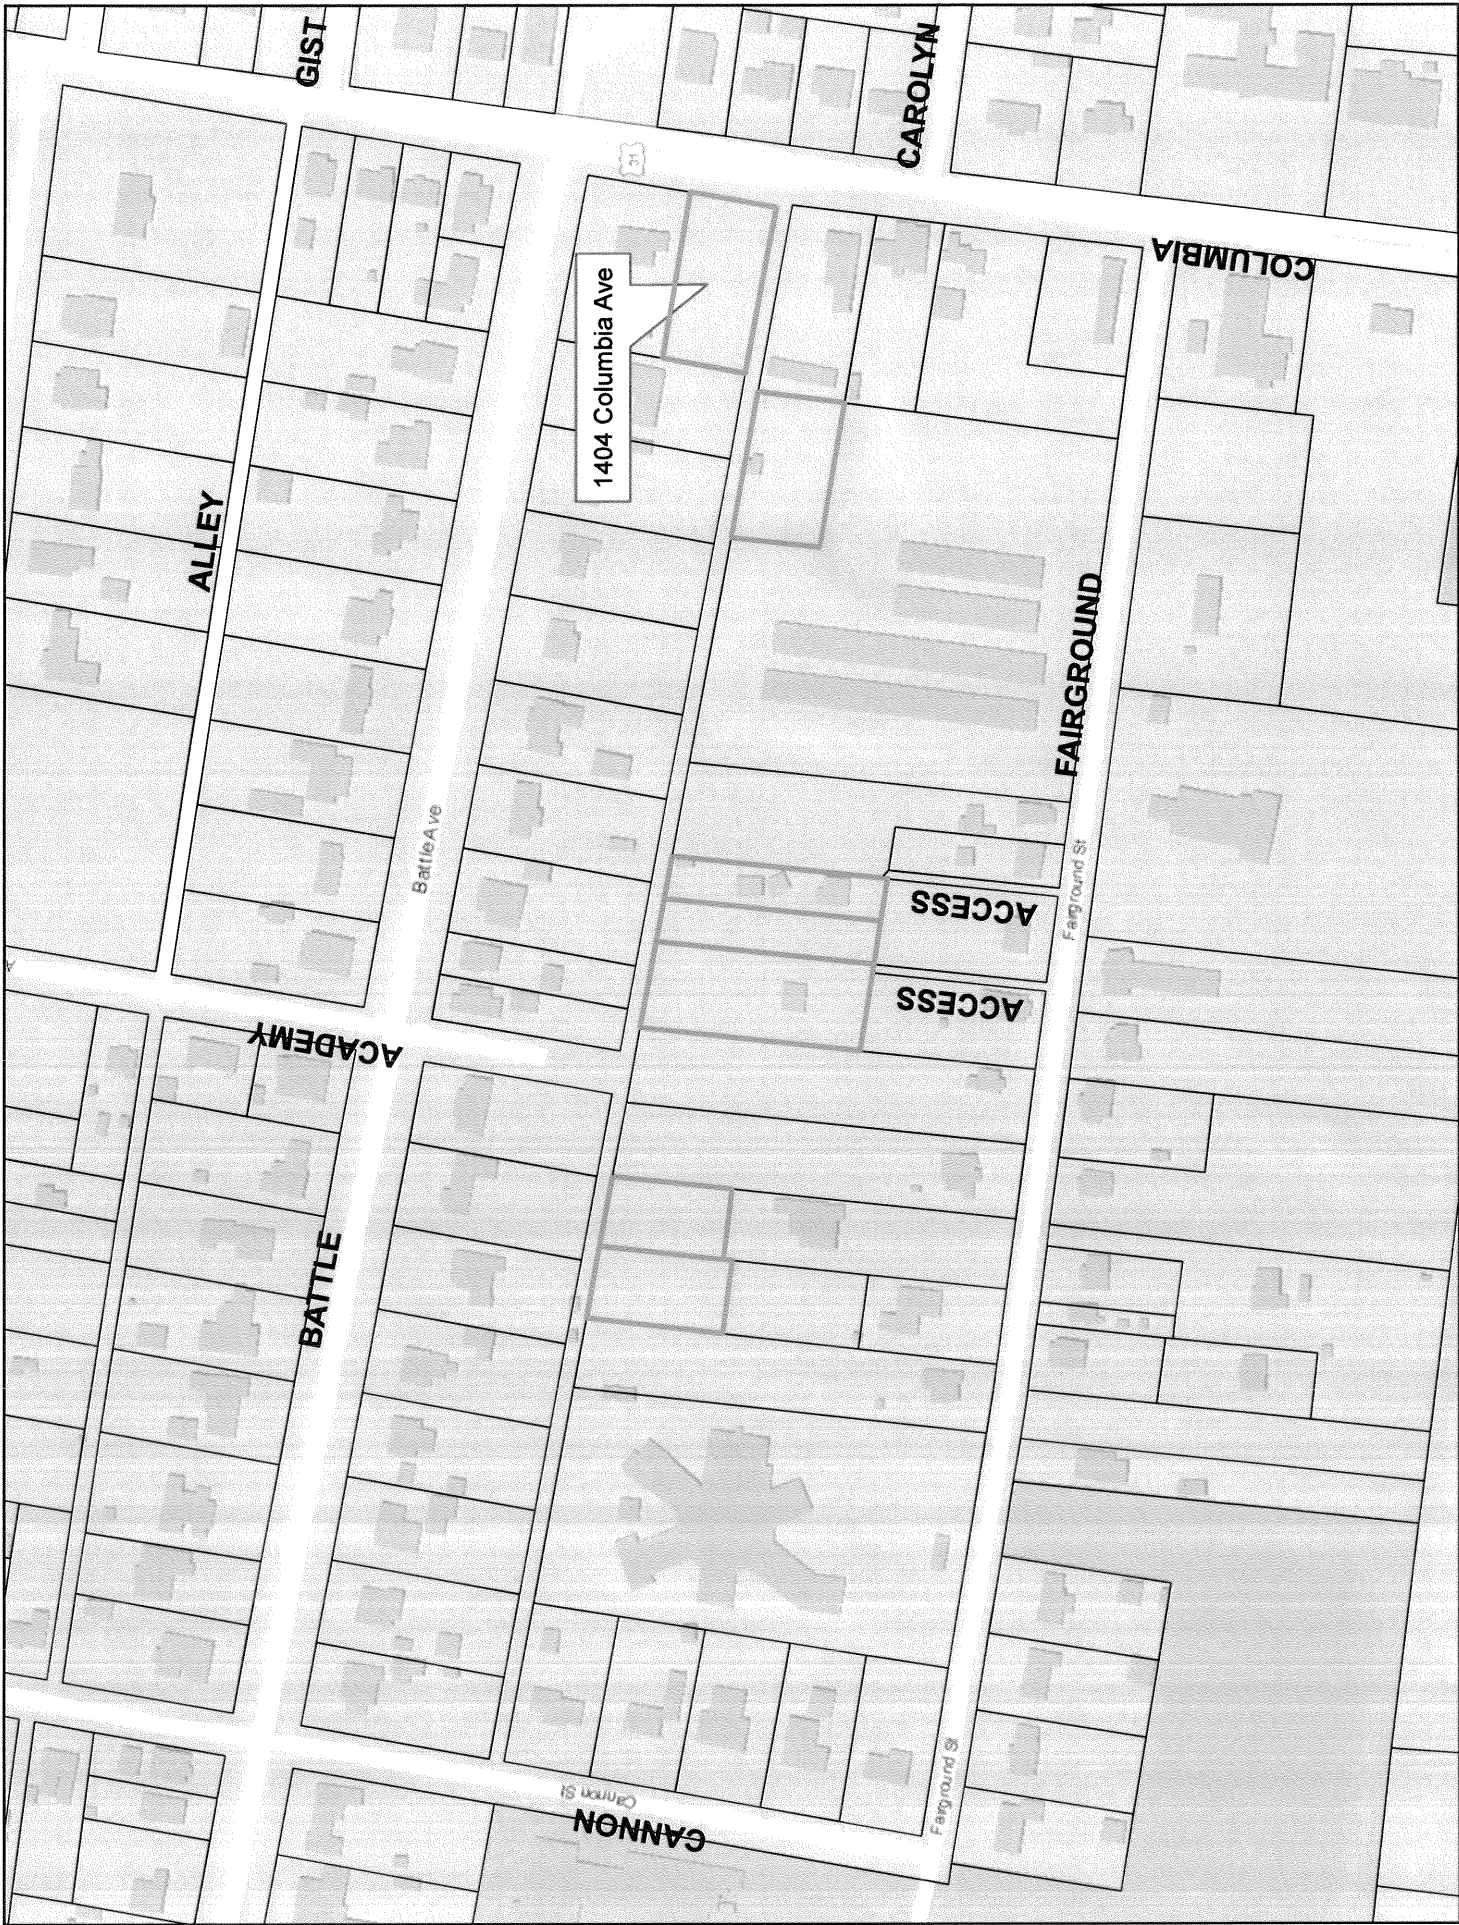 GIST
CAROLYN
31
COLUMBIA
1404 Columbia Ave
ALLEY
FAIRGROUND
Battle Ave
Fairground St
ACCESS
ACCESS
ACADEMY
BATTLE
Cannon St
CANNON
Fairground St